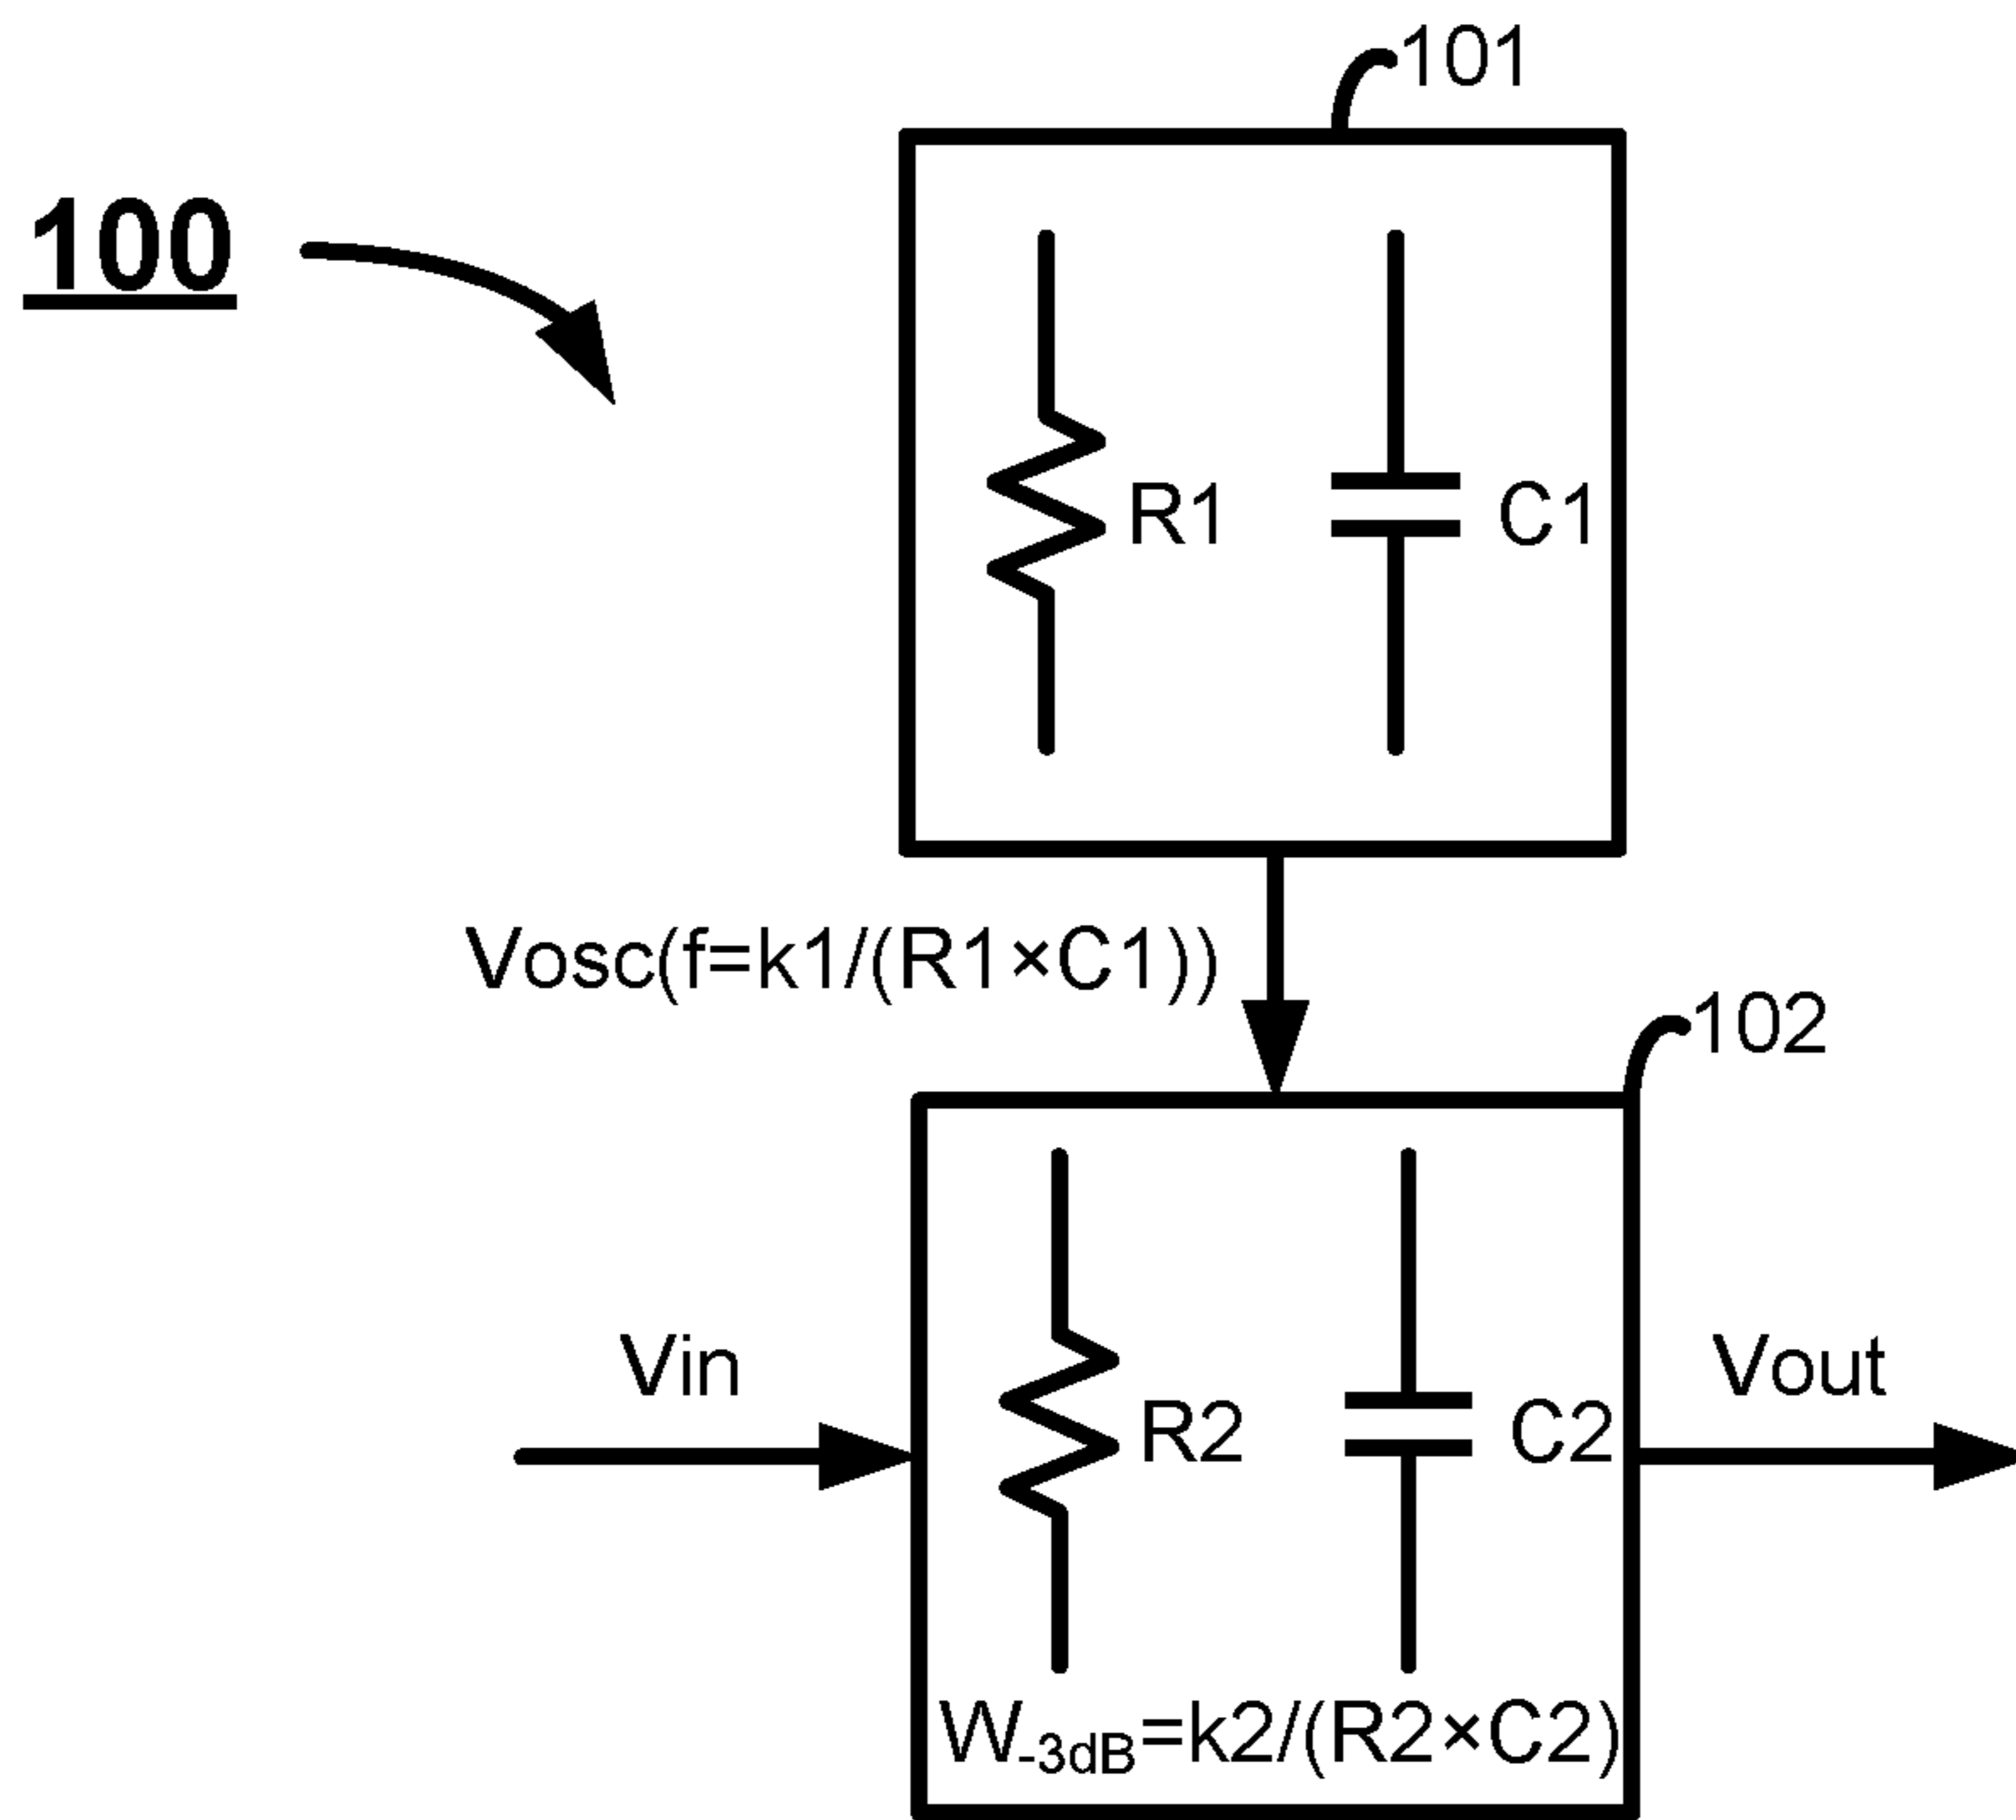 101
100
R1
C1
Vosc(f=k1/(R1×C1))
102
Vin
R2
C2
Vout
W-3dB=k2/(R2×C2)